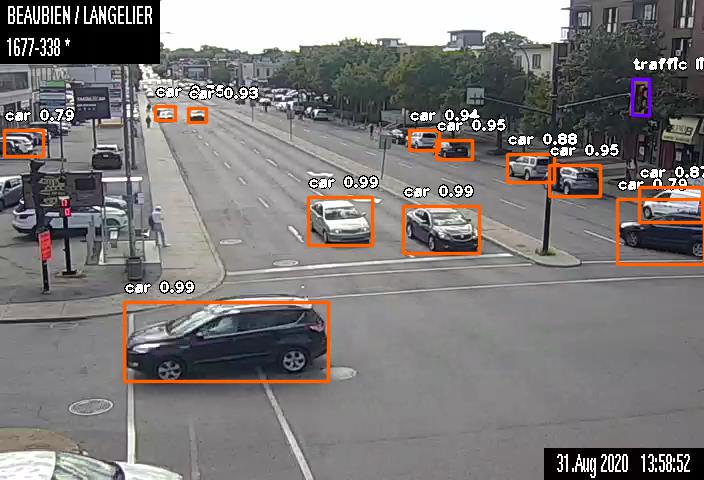 BEAUBIEN / LANGELIER
1677-338 *
traffic
car 0.93
car 0.79
car 0.94
car 0.95
car 0.88
car 0.95
car 0.87
car 0.79
car 0.99
car 0.99
car 0.99
31.Aug 2020 13:58:52